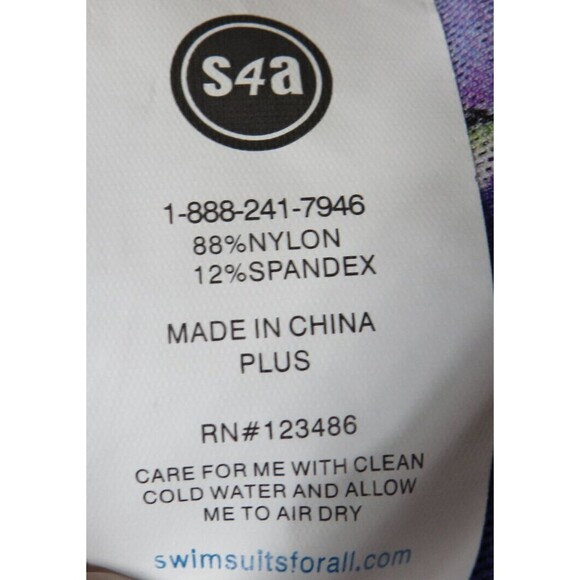 s4a
1-888-241-7946
88%NYLON
12%SPANDEX
MADE IN CHINA
PLUS
RN#123486
CARE FOR ME WITH CLEAN
COLD WATER AND ALLOW
ME TO AIR DRY
swimsuitsforall.com